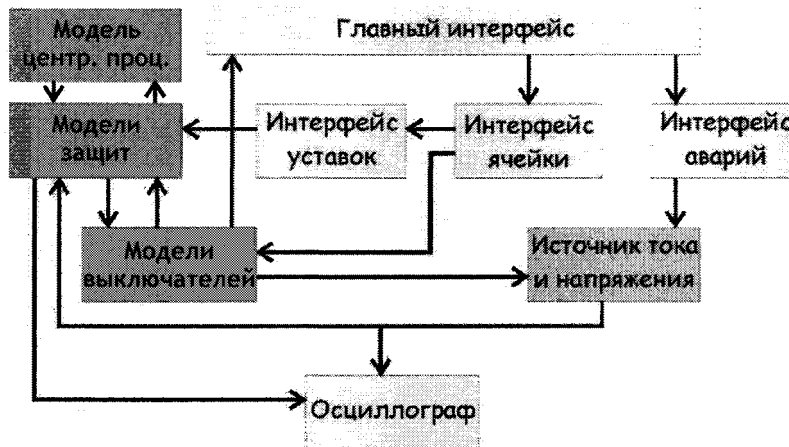 Модель
центр. проц.
Главный интерфейс
Модели
защит
Интерфейс
уставок
Интерфейс
ячейки
Интерфейс
аварий
Модели
выключателей
Источник тока
и напряжения
Осциллограф